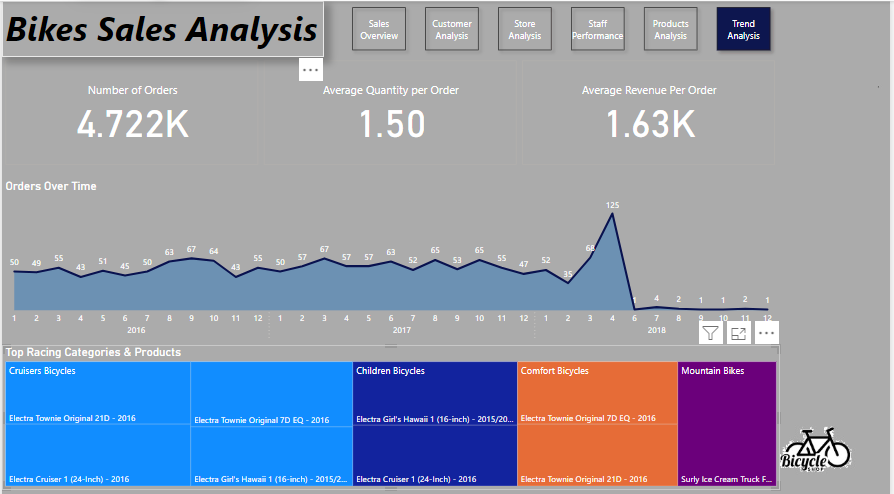 Bikes Sales Analysis
Sales
Overview
Customer
Analysis
Store
Analysis
Staff
Performance
Products
Analysis
Trend
Analysis
Number of Orders
4.722K
Average Quantity per Order
1.50
Average Revenue Per Order
1.63K
Orders Over Time
50 49 55 43 51 45 50 63 67 64 43 55 50 57 67 57 57 63 52 65 53 65 55 47 52 35 68 125 1 4 2 1 1 2 1
1 2 3 4 5 6 7 8 9 10 11 12 1 2 3 4 5 6 7 8 9 10 11 12 1 2 3 4 6 7 8 9 10 11 12
2016 2017 2018
Top Racing Categories & Products
Cruisers Bicycles
Electra Townie Original 21D - 2016
Electra Cruiser 1 (24-Inch) - 2016
Electra Townie Original 7D EQ - 2016
Electra Girl's Hawaii 1 (16-inch) - 2015/2...
Children Bicycles
Electra Girl's Hawaii 1 (16-inch) - 2015/20...
Electra Cruiser 1 (24-Inch) - 2016
Comfort Bicycles
Electra Townie Original 7D EQ - 2016
Electra Townie Original 21D - 2016
Mountain Bikes
Surly Ice Cream Truck F...
Bicycle
SHOP